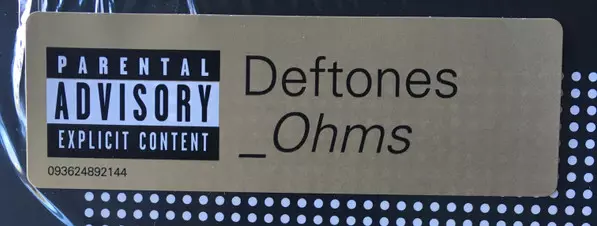 PARENTAL
ADVISORY
EXPLICIT CONTENT
093624892144
Deftones
_Ohms